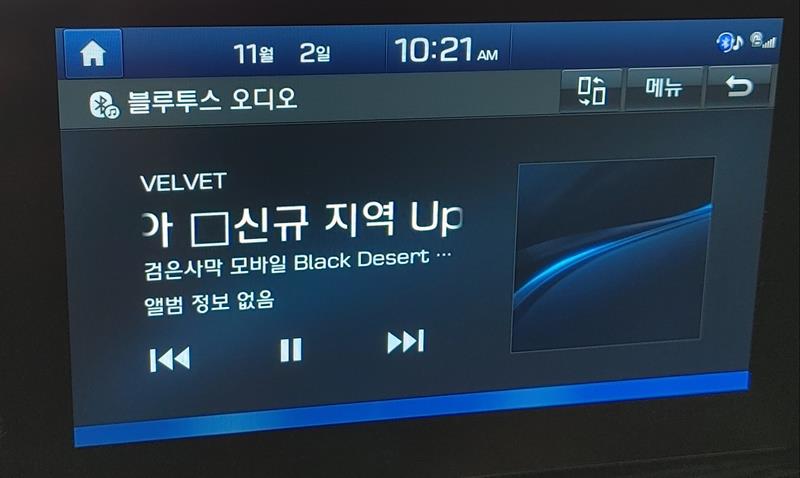 11월 2일 10:21 AM
블루투스 오디오
메뉴
VELVET
신규 지역 Up
검은사막 모바일 Black Desert ...
앨범 정보 없음